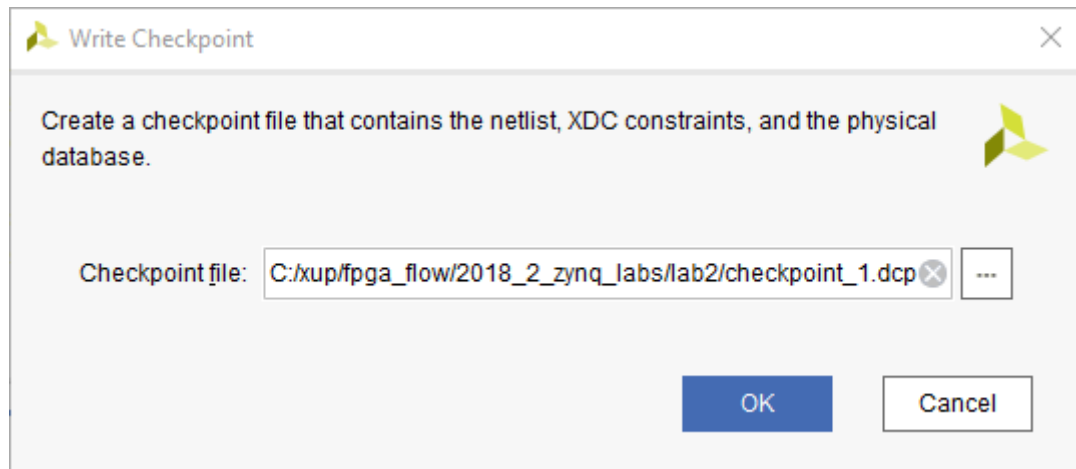 Write Checkpoint
Create a checkpoint file that contains the netlist, XDC constraints, and the physical
database.
Checkpoint file: C:/xup/fpga_flow/2018_2_zynq_labs/lab2/checkpoint_1.dcp ...
OK Cancel